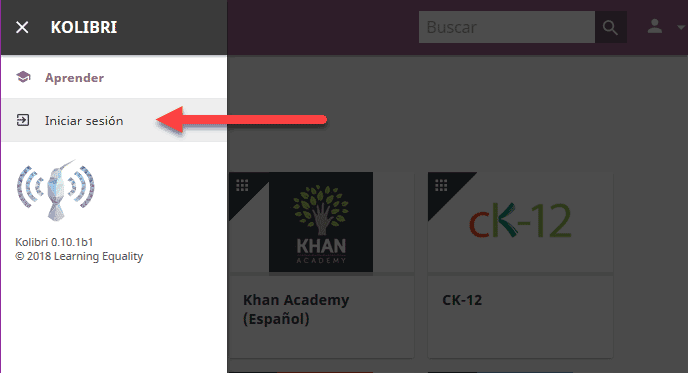 KOLIBRI
Buscar
Aprender
Iniciar sesión
Kolibri 0.10.1b1
© 2018 Learning Equality
KHAN
ACADEMY
cK-12
Khan Academy
(Español)
CK-12